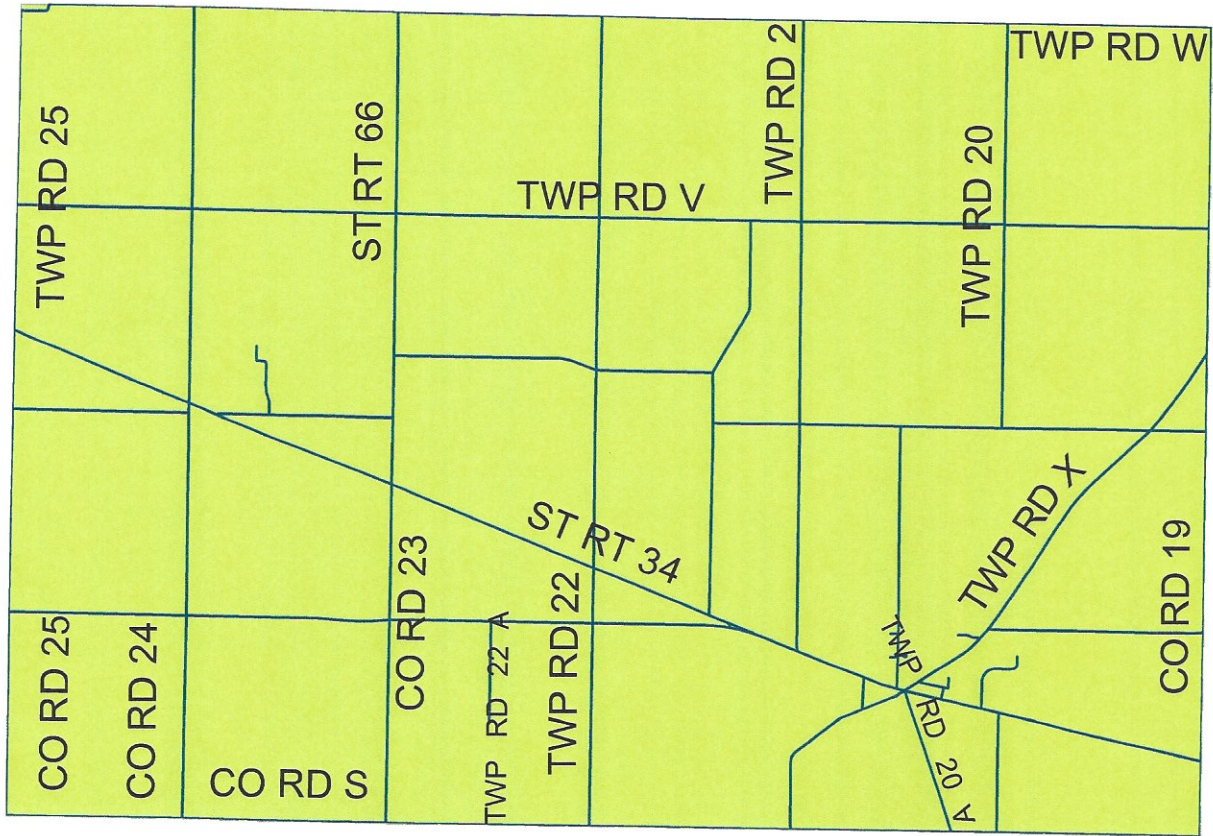 TWP RD W
TWP RD 2
TWP RD 25
ST RT 66
TWP RD 20
TWP RD V
ST RT 34
TWP RD X
CO RD 19
CO RD 23
TWP RD 22 A
TWP RD 22
TWP RD 20 A
CO RD 25
CO RD 24
CO RD S